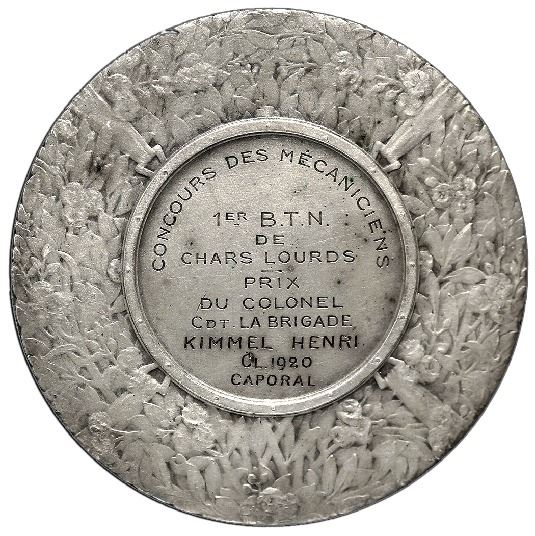 CONCOURS DES MÉCANICIENS
1ER B.T.N.
DE
CHARS LOURDS
PRIX
DU COLONEL
CDT. LA BRIGADE
KIMMEL HENRI
CL. 1920
CAPORAL